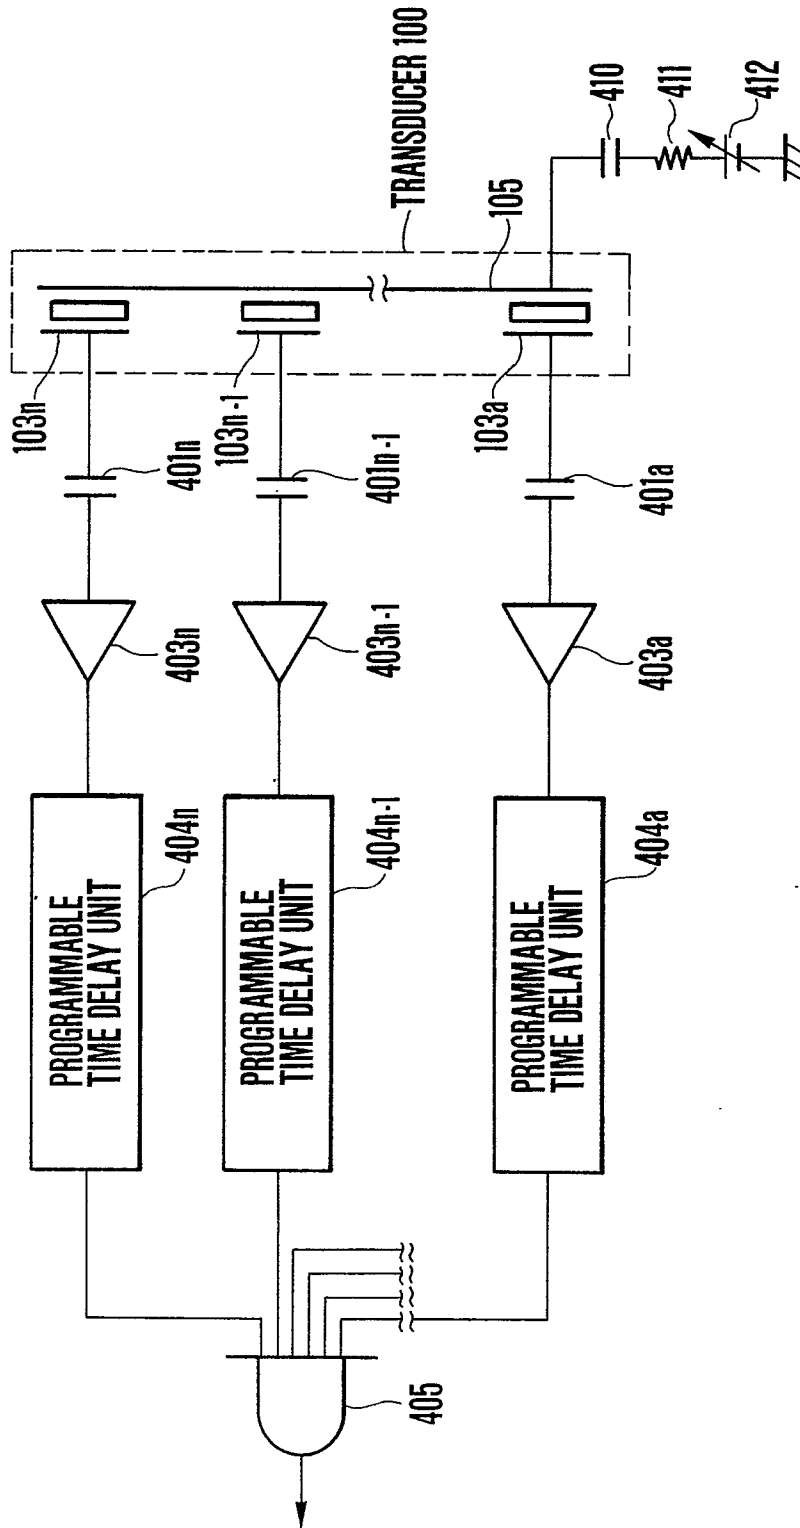 TRANSDUCER 100
410
411
412
105
103n
103n-1
103a
401n
401n-1
401a
403n
403n-1
403a
PROGRAMMABLE
TIME DELAY UNIT
404n
PROGRAMMABLE
TIME DELAY UNIT
404n-1
PROGRAMMABLE
TIME DELAY UNIT
404a
405